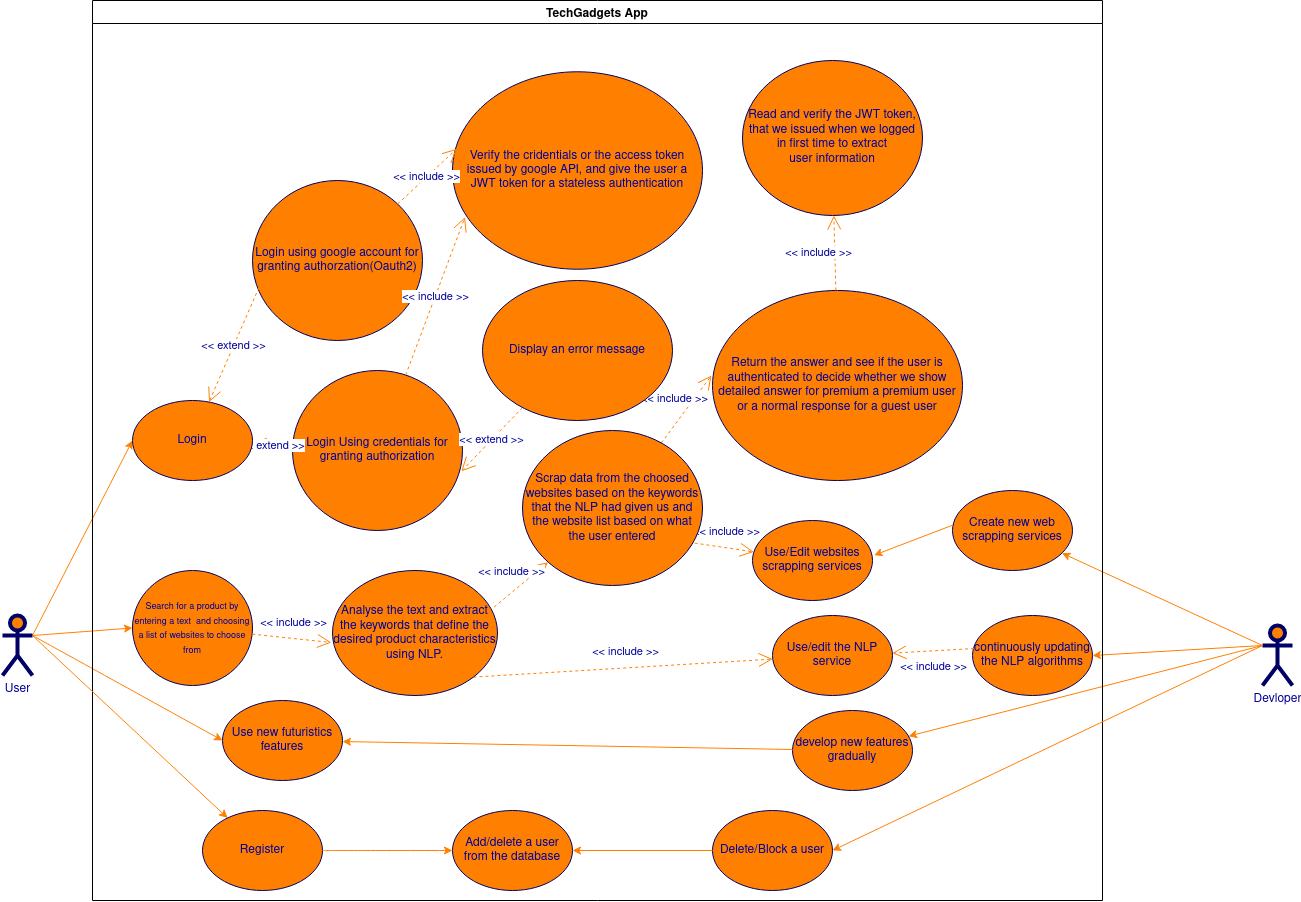 TechGadgets App
Read and verify the JWT token,
that we issued when we logged
in first time to extract
user information
Verify the cridentials or the access token
issued by google API, and give the user a
JWT token for a stateless authentication
<< include >>
Login using google account for
granting authorzation(Oauth2)
<< include >>
<< include >>
<< extend >>
Display an error message
Return the answer and see if the user is
authenticated to decide whether we show
detailed answer for premium a premium user
or a normal response for a guest user
< include >>
Login
extend >>
Login Using credentials for
granting authorization
<< extend >>
Scrap data from the choosed
websites based on the keywords
that the NLP had given us and
the website list based on what
the user entered
< include >>
Use/Edit websites
scrapping services
Create new web
scrapping services
<< include >>
Search for a product by
entering a text and choosing
a list of websites to choose
from
<< include >>
Analyse the text and extract
the keywords that define the
desired product characteristics
using NLP.
<< include >>
Use/edit the NLP
service
<< include >>
continuously updating
the NLP algorithms
User
Devloper
Use new futuristics
features
develop new features
gradually
Register
Add/delete a user
from the database
Delete/Block a user